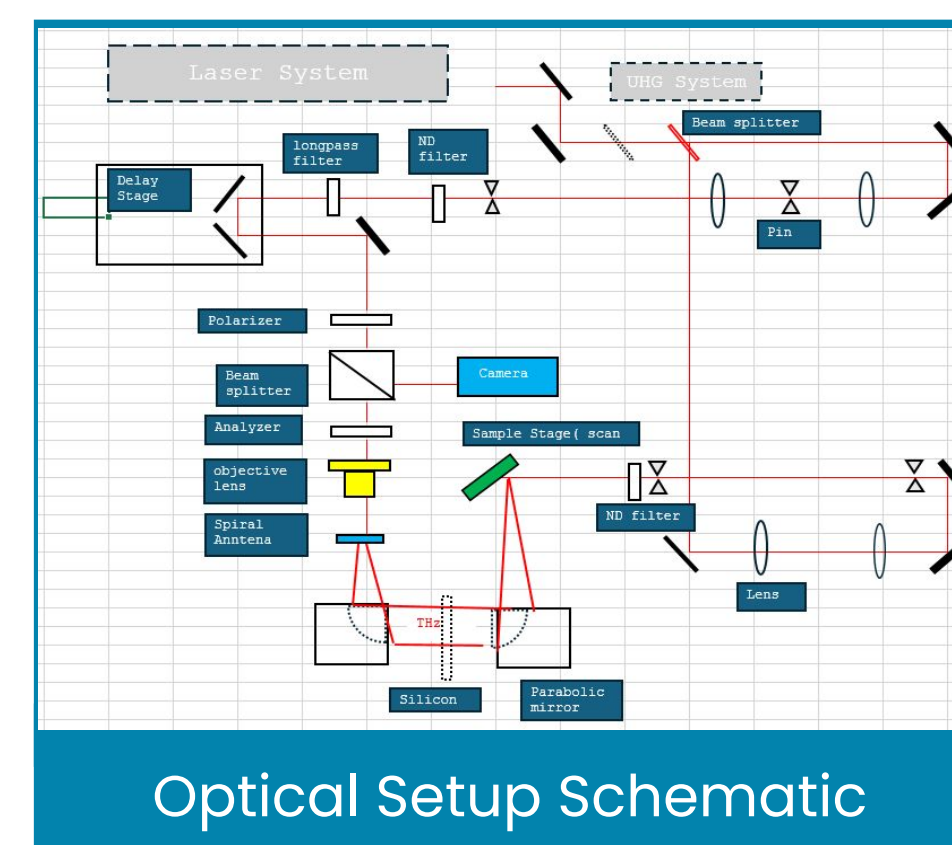 Laser System
UHG System
Beam splitter
longpass
filter
ND
filter
Delay
Stage
Pin
Polarizer
Beam
splitter
Camera
Analyzer
Sample Stage( scan
objective
lens
ND filter
Spiral
Anntena
Lens
THz
Silicon
Parabolic
mirror
Optical Setup Schematic